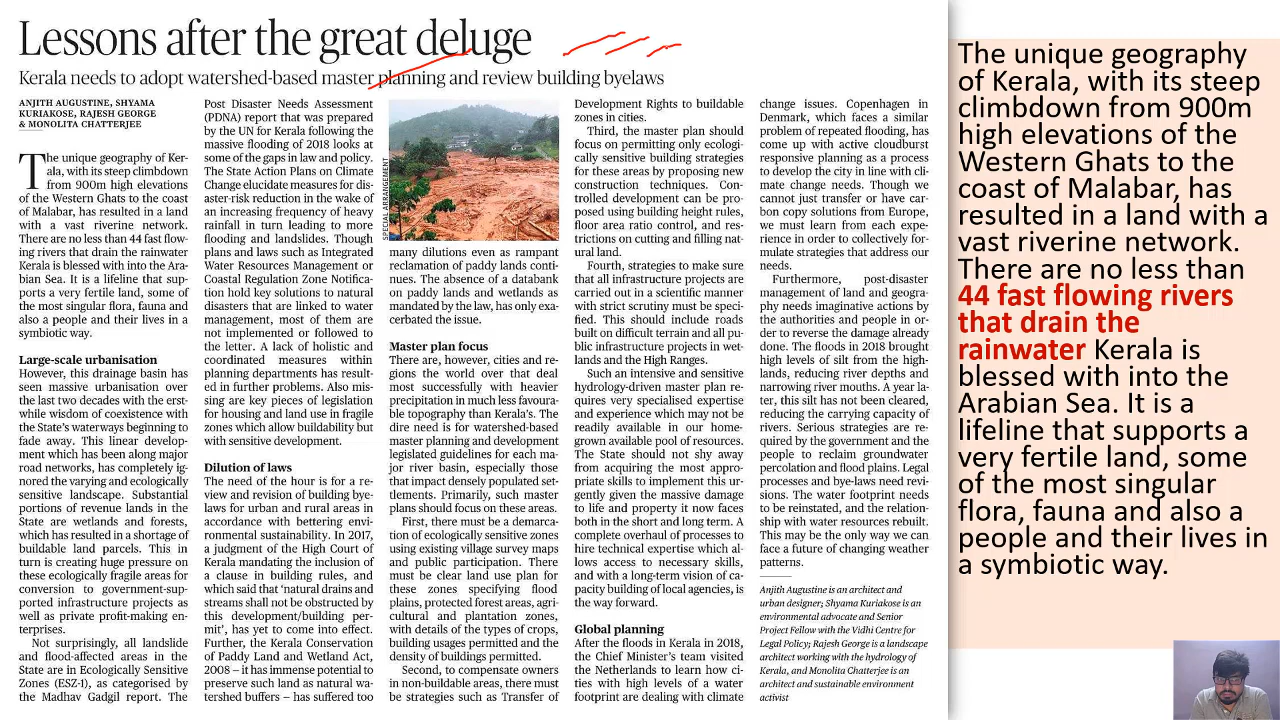 Lessons after the great deluge
Kerala needs to adopt watershed-based master planning and review building byelaws
ANJITH AUGUSTINE, SHYAMA
KURIAKOSE, RAJESH GEORGE
& MONOLITA CHATTERJEE
The unique geography of Ker-
ala, with its steep climbdown
from 900m high elevations
of the Western Ghats to the coast
of Malabar, has resulted in a land
with a vast riverine network.
There are no less than 44 fast flow-
ing rivers that drain the rainwater
Kerala is blessed with into the Ara-
bian Sea. It is a lifeline that sup-
ports a very fertile land, some of
the most singular flora, fauna and
also a people and their lives in a
symbiotic way.
Large-scale urbanisation
However, this drainage basin has
seen massive urbanisation over
the last two decades with the erst-
while wisdom of coexistence with
the State's waterways beginning to
fade away. This linear develop-
ment which has been along major
road networks, has completely ig-
nored the varying and ecologically
sensitive landscape. Substantial
portions of revenue lands in the
State are wetlands and forests,
which has resulted in a shortage of
buildable land parcels. This in
turn is creating huge pressure on
these ecologically fragile areas for
conversion to government-sup-
ported infrastructure projects as
well as private profit-making en-
terprises.
Not surprisingly, all landslide
and flood-affected areas in the
State are in Ecologically Sensitive
Zones (ESZ-1), as categorised by
the Madhav Gadgil report. The
Post Disaster Needs Assessment
(PDNA) report that was prepared
by the UN for Kerala following the
massive flooding of 2018 looks at
some of the gaps in law and policy.
The State Action Plans on Climate
Change elucidate measures for dis-
aster-risk reduction in the wake of
an increasing frequency of heavy
rainfall in turn leading to more
flooding and landslides. Though
plans and laws such as Integrated
Water Resources Management or
Coastal Regulation Zone Notifica-
tion hold key solutions to natural
disasters that are linked to water
management, most of them are
not implemented or followed to
the letter. A lack of holistic and
coordinated measures within
planning departments has result-
ed in further problems. Also mis-
sing are key pieces of legislation
for housing and land use in fragile
zones which allow buildability but
with sensitive development.
Dilution of laws
The need of the hour is for a re-
view and revision of building bye-
laws for urban and rural areas in
accordance with bettering envi-
ronmental sustainability. In 2017,
a judgment of the High Court of
Kerala mandating the inclusion of
a clause in building rules, and
which said that 'natural drains and
streams shall not be obstructed by
this development/building per-
mit', has yet to come into effect.
Further, the Kerala Conservation
of Paddy Land and Wetland Act,
2008 – it has immense potential to
preserve such land as natural wa-
tershed buffers – has suffered too
SPECIAL ARRANGEMENT
many dilutions even as rampant
reclamation of paddy lands conti-
nues. The absence of a databank
on paddy lands and wetlands as
mandated by the law, has only exa-
cerbated the issue.
Master plan focus
There are, however, cities and re-
gions the world over that deal
most successfully with heavier
precipitation in much less favoura-
ble topography than Kerala's. The
dire need is for watershed-based
master planning and development
legislated guidelines for each ma-
jor river basin, especially those
that impact densely populated set-
tlements. Primarily, such master
plans should focus on these areas.
First, there must be a demarca-
tion of ecologically sensitive zones
using existing village survey maps
and public participation. There
must be clear land use plan for
these zones specifying flood
plains, protected forest areas, agri-
cultural and plantation zones,
with details of the types of crops,
building usages permitted and the
density of buildings permitted.
Second, to compensate owners
in non-buildable areas, there must
be strategies such as Transfer of
Development Rights to buildable
zones in cities.
Third, the master plan should
focus on permitting only ecologi-
cally sensitive building strategies
for these areas by proposing new
construction techniques. Con-
trolled development can be pro-
posed using building height rules,
floor area ratio control, and res-
trictions on cutting and filling nat-
ural land.
Fourth, strategies to make sure
that all infrastructure projects are
carried out in a scientific manner
with strict scrutiny must be speci-
fied. This should include roads
built on difficult terrain and all pu-
blic infrastructure projects in wet-
lands and the High Ranges.
Such an intensive and sensitive
hydrology-driven master plan re-
quires very specialised expertise
and experience which may not be
readily available in our home-
grown available pool of resources.
The State should not shy away
from acquiring the most appro-
priate skills to implement this ur-
gently given the massive damage
to life and property it now faces
both in the short and long term. A
complete overhaul of processes to
hire technical expertise which al-
lows access to necessary skills,
and with a long-term vision of ca-
pacity building of local agencies, is
the way forward.
Global planning
After the floods in Kerala in 2018,
the Chief Minister's team visited
the Netherlands to learn how ci-
ties with high levels of a water
footprint are dealing with climate
change issues. Copenhagen in
Denmark, which faces a similar
problem of repeated flooding, has
come up with active cloudburst
responsive planning as a process
to develop the city in line with cli-
mate change needs. Though we
cannot just transfer or have car-
bon copy solutions from Europe,
we must learn from each expe-
rience in order to collectively for-
mulate strategies that address our
needs.
Furthermore, post-disaster
management of land and geogra-
phy needs imaginative actions by
the authorities and people in or-
der to reverse the damage already
done. The floods in 2018 brought
high levels of silt from the high-
lands, reducing river depths and
narrowing river mouths. A year la-
ter, this silt has not been cleared,
reducing the carrying capacity of
rivers. Serious strategies are re-
quired by the government and the
people to reclaim groundwater
percolation and flood plains. Legal
processes and bye-laws need revi-
sions. The water footprint needs
to be reinstated, and the relation-
ship with water resources rebuilt.
This may be the only way we can
face a future of changing weather
patterns.
Anjith Augustine is an architect and
urban designer; Shyama Kuriakose is an
environmental advocate and Senior
Project Fellow with the Vidhi Centre for
Legal Policy; Rajesh George is a landscape
architect working with the hydrology of
Kerala, and Monolita Chatterjee is an
architect and sustainable environment
activist
The unique geography
of Kerala, with its steep
climbdown from 900m
high elevations of the
Western Ghats to the
coast of Malabar, has
resulted in a land with a
vast riverine network.
There are no less than
44 fast flowing rivers
that drain the
rainwater Kerala is
blessed with into the
Arabian Sea. It is a
lifeline that supports a
very fertile land, some
of the most singular
flora, fauna and also a
people and their lives in
a symbiotic way.